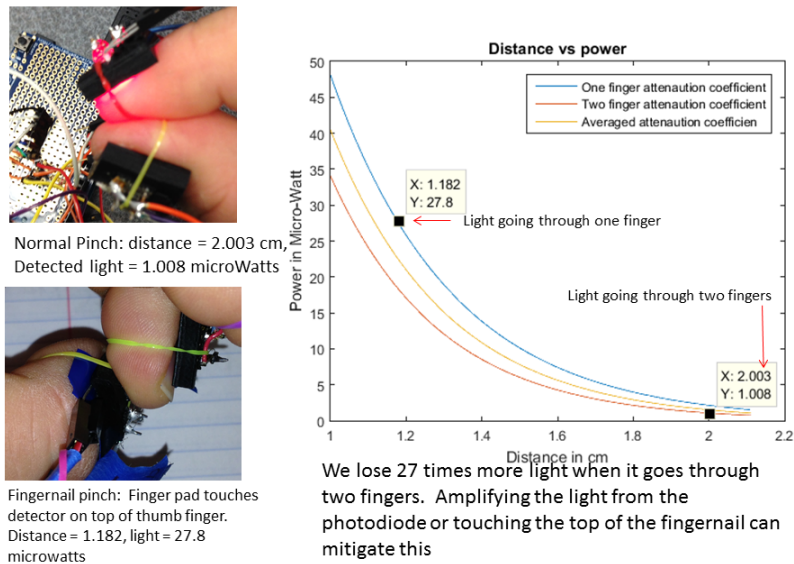 Normal Pinch: distance = 2.003 cm,
Detected light = 1.008 microWatts
Fingernail pinch:  Finger pad touches
detector on top of thumb finger.
Distance = 1.182, light = 27.8
microwatts
Distance vs power
Power in Micro-Watt
50
45
40
35
30
25
20
15
10
5
0
One finger attenaution coefficient
Two finger attenaution coefficient
Averaged attenaution coefficien
X: 1.182
Y: 27.8
Light going through one finger
Light going through two fingers
X: 2.003
Y: 1.008
1
1.2
1.4
1.6
1.8
2
2.2
Distance in cm
We lose 27 times more light when it goes through
two fingers.  Amplifying the light from the
photodiode or touching the top of the fingernail can
mitigate this